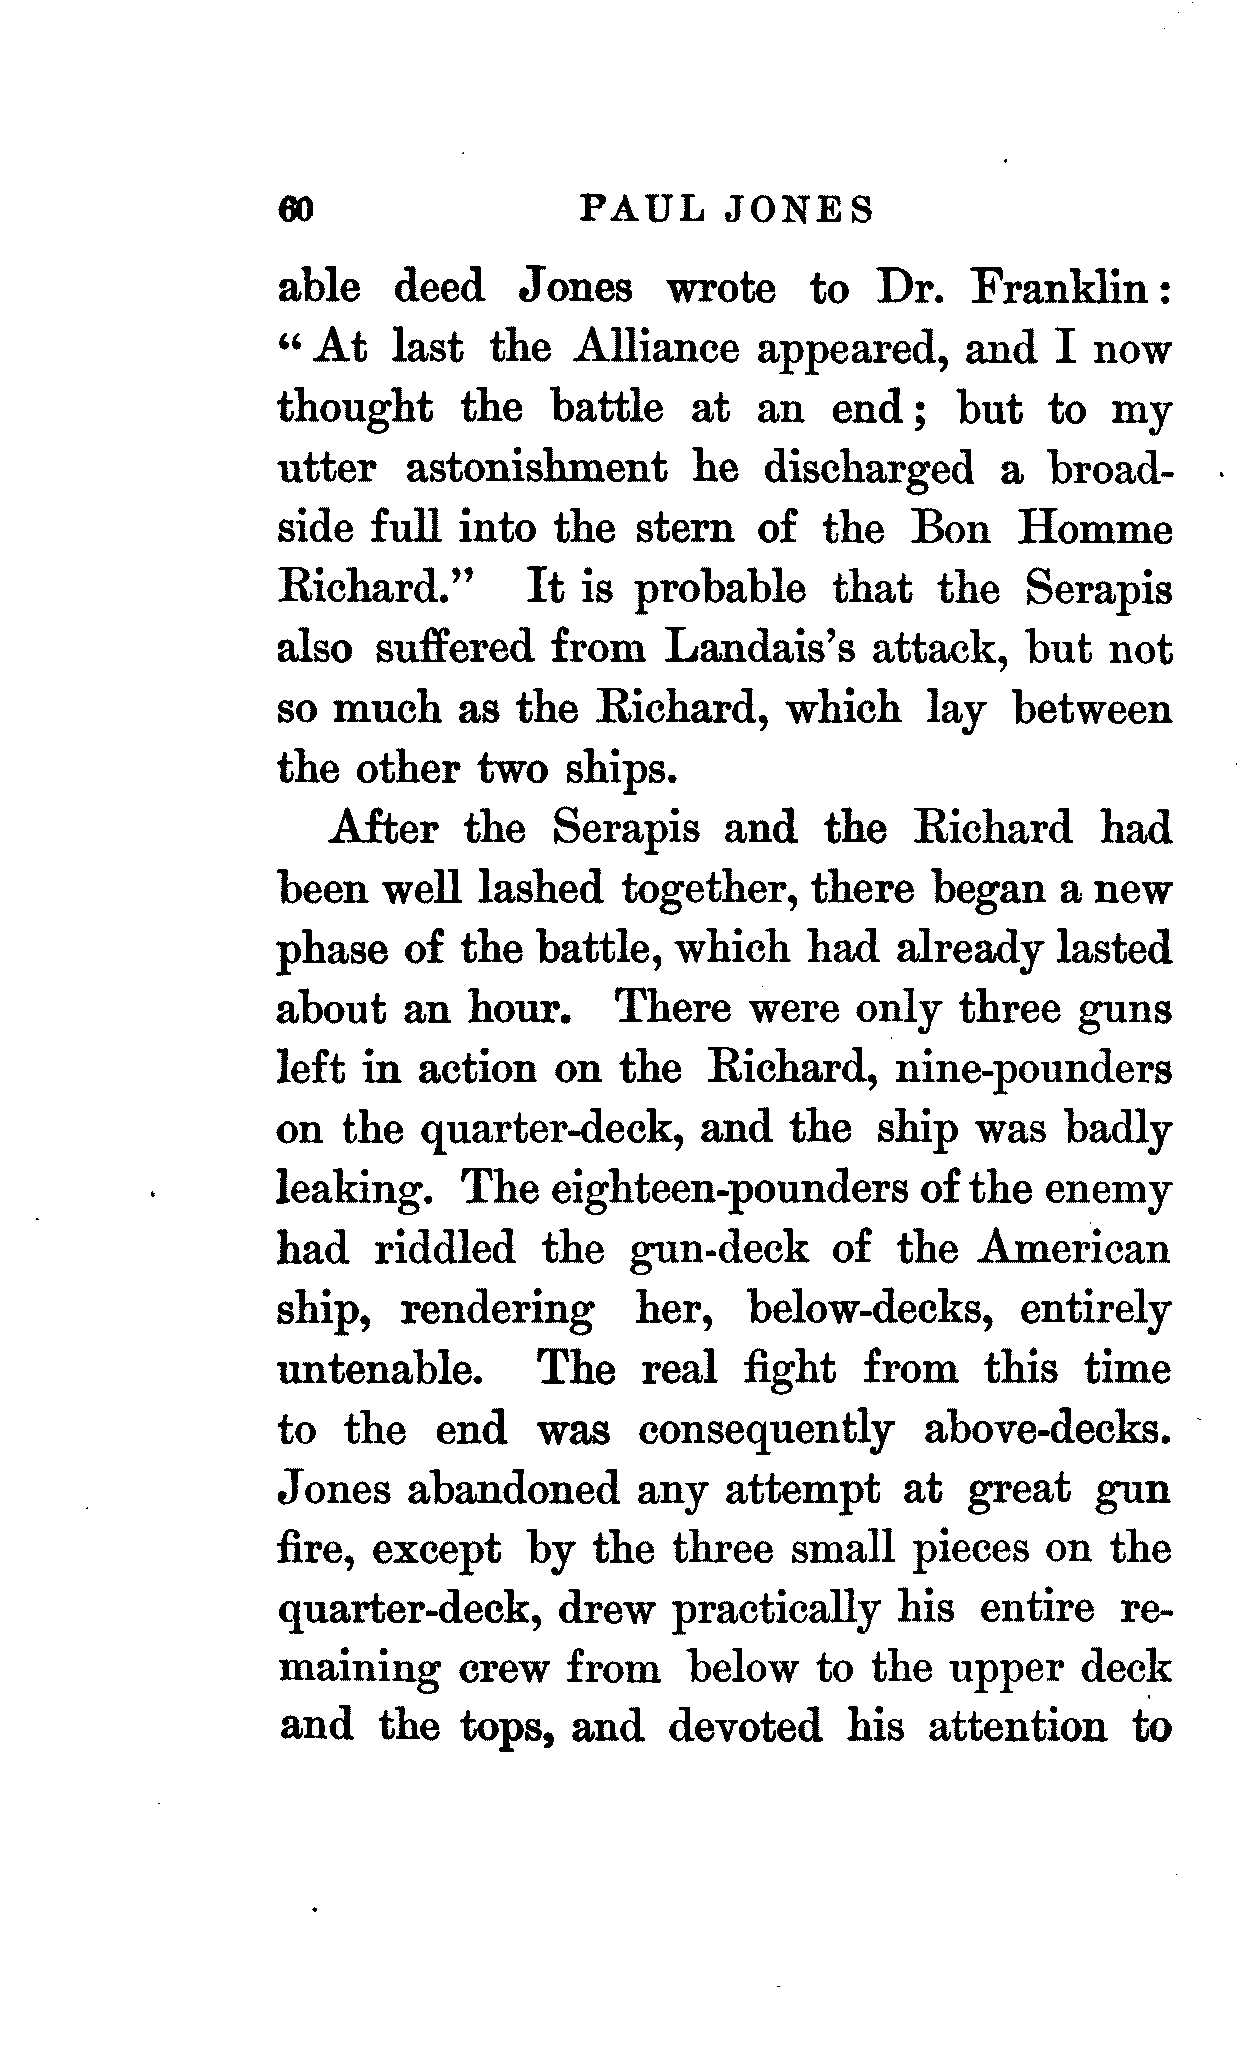 60 PAUL JONES
able deed Jones wrote to Dr. Franklin:
“At last the Alliance appeared, and I now
thought the battle at an end; but to my
utter astonishment he discharged a broad-
side full into the stern of the Bon Homme
Richard.” It is probable that the Serapis
also suffered from Landais’s attack, but not
so much as the Richard, which lay between
the other two ships.
After the Serapis and the Richard had
been well lashed together, there began a new
phase of the battle, which had already lasted
about an hour. There were only three guns
left in action on the Richard, nine-pounders
on the quarter-deck, and the ship was badly
leaking. The eighteen-pounders of the enemy
had riddled the gun-deck of the American
ship, rendering her, below-decks, entirely
untenable. The real fight from this time
to the end was consequently above-decks.
Jones abandoned any attempt at great gun
fire, except by the three small pieces on the
quarter-deck, drew practically his entire re-
maining crew from below to the upper deck
and the tops, and devoted his attention to